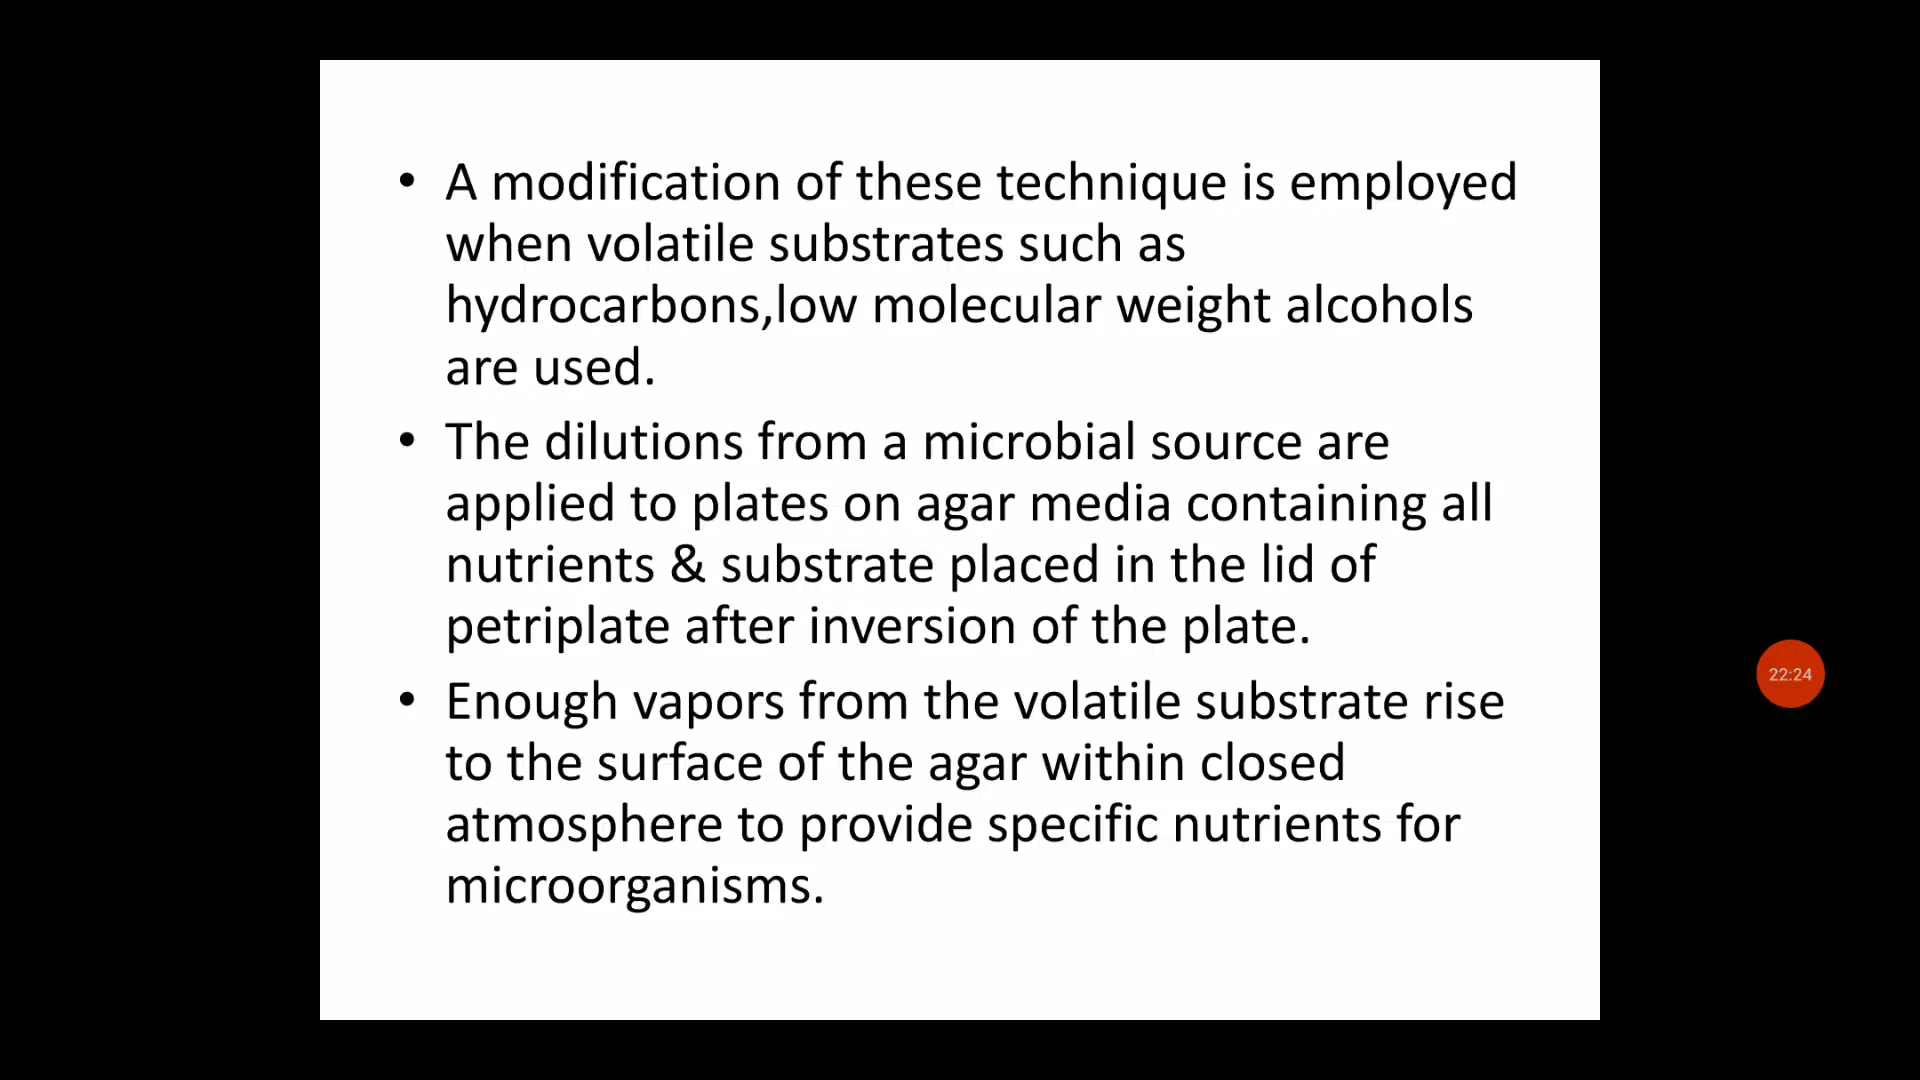 • A modification of these technique is employed
when volatile substrates such as
hydrocarbons,low molecular weight alcohols
are used.
• The dilutions from a microbial source are
applied to plates on agar media containing all
nutrients & substrate placed in the lid of
petriplate after inversion of the plate.
• Enough vapors from the volatile substrate rise
to the surface of the agar within closed
atmosphere to provide specific nutrients for
microorganisms.
22:24